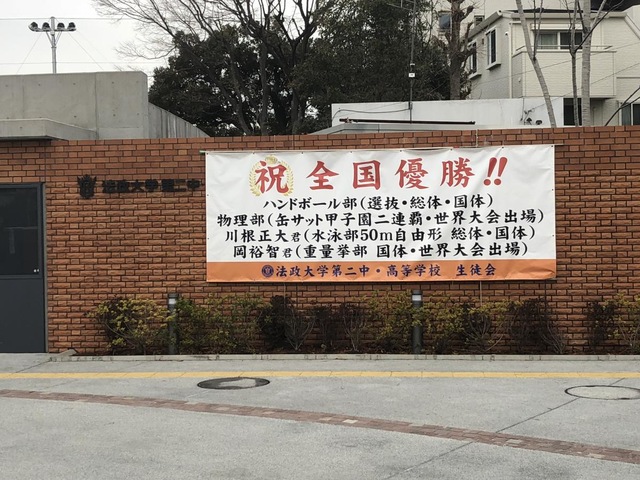 法政大学第二中
祝 全国優勝!!
ハンドボール部(選抜・総体・国体)
物理部(缶サット甲子園二連覇・世界大会出場)
川根正大君(水泳部50m自由形 総体・国体)
岡裕智君(重量挙部 国体・世界大会出場)
法政大学第二中・高等学校 生徒会